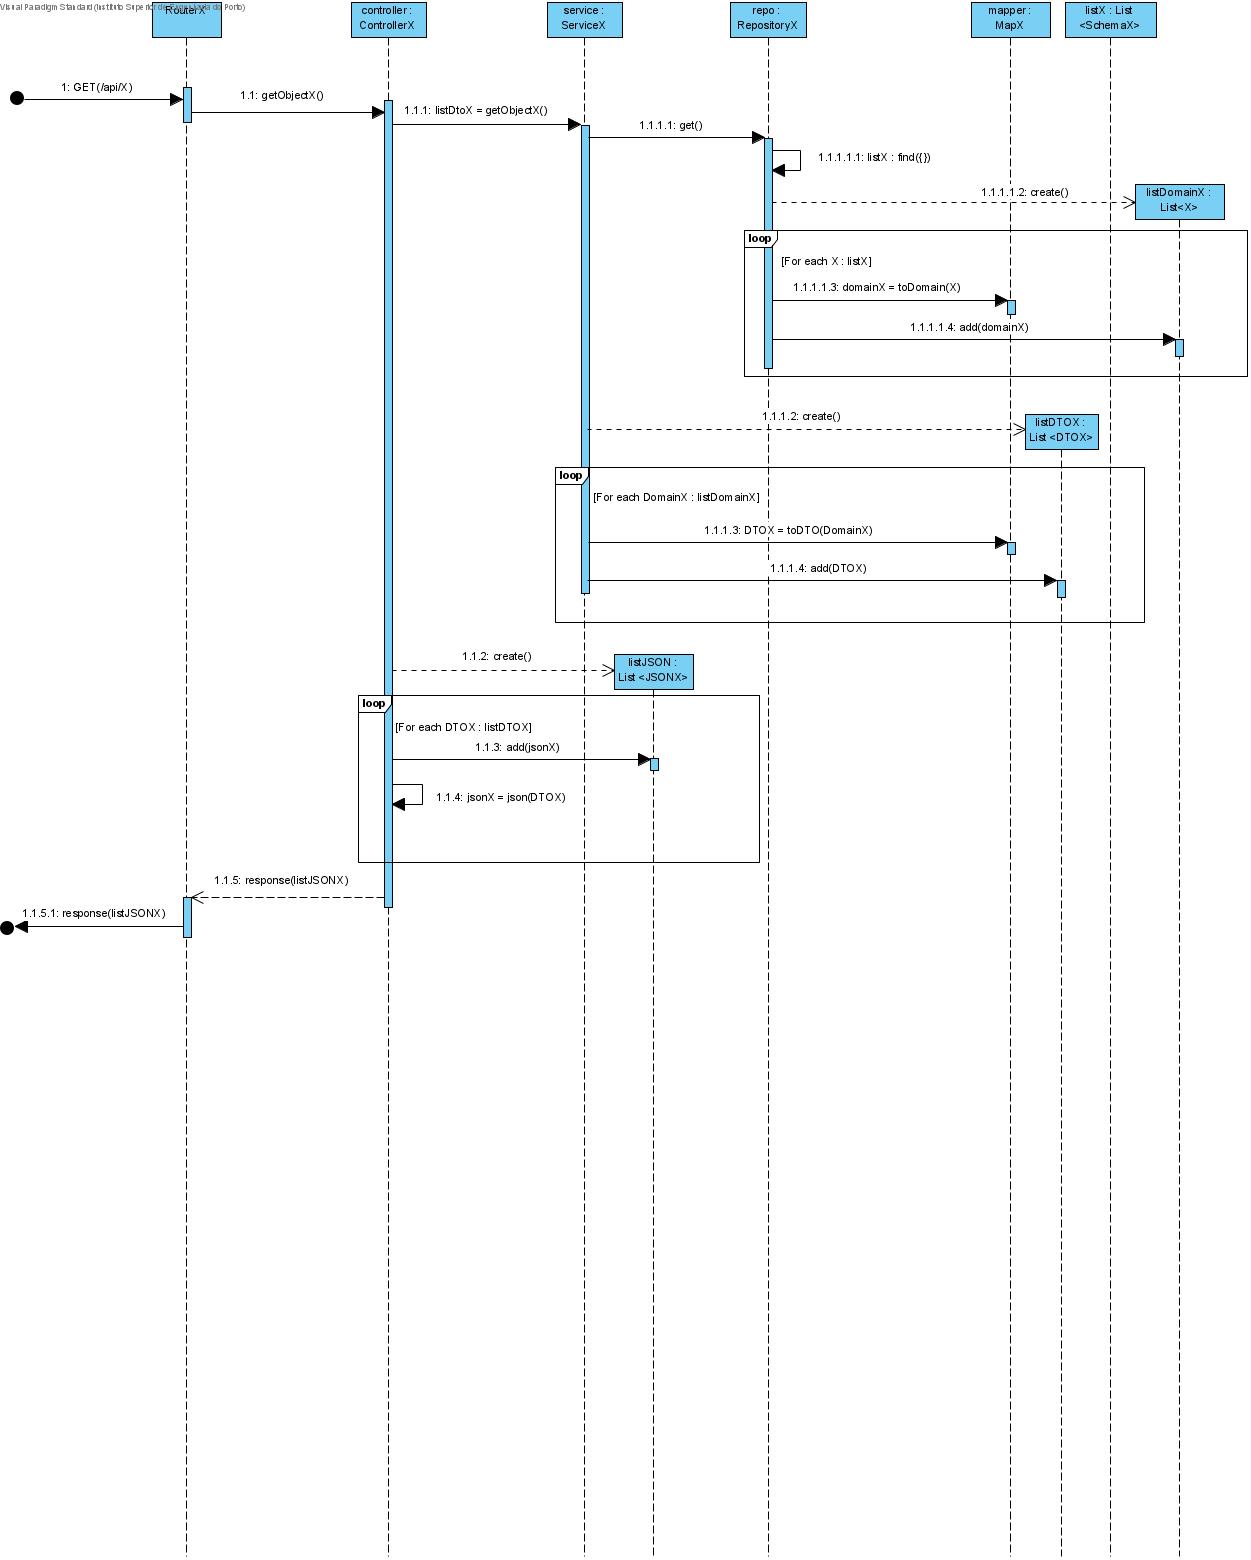 Visual Paradigm Standard (Instituto Superior de Engenharia do Porto)
RouterX
controller :
ControllerX
service :
ServiceX
repo :
RepositoryX
mapper :
MapX
listX : List
<SchemaX>
1: GET(/api/X)
1.1: getObjectX()
1.1.1: listDtoX = getObjectX()
1.1.1.1: get()
1.1.1.1.1: listX : find({})
1.1.1.1.2: create()
listDomainX :
List<X>
loop
[For each X : listX]
1.1.1.1.3: domainX = toDomain(X)
1.1.1.1.4: add(domainX)
1.1.1.2: create()
listDTOX :
List <DTOX>
loop
[For each DomainX : listDomainX]
1.1.1.3: DTOX = toDTO(DomainX)
1.1.1.4: add(DTOX)
1.1.2: create()
listJSON :
List <JSONX>
loop
[For each DTOX : listDTOX]
1.1.3: add(jsonX)
1.1.4: jsonX = json(DTOX)
1.1.5: response(listJSONX)
1.1.5.1: response(listJSONX)